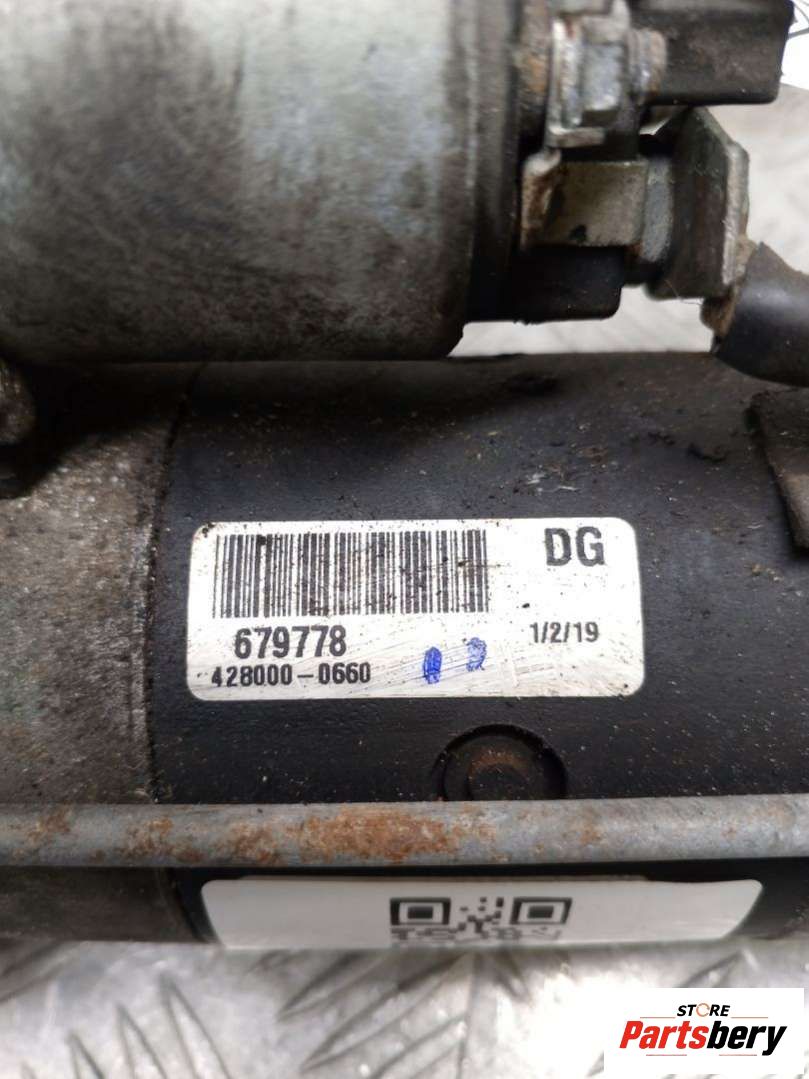 DG
679778
1/2/19
428000-0660
STORE
Partsbery